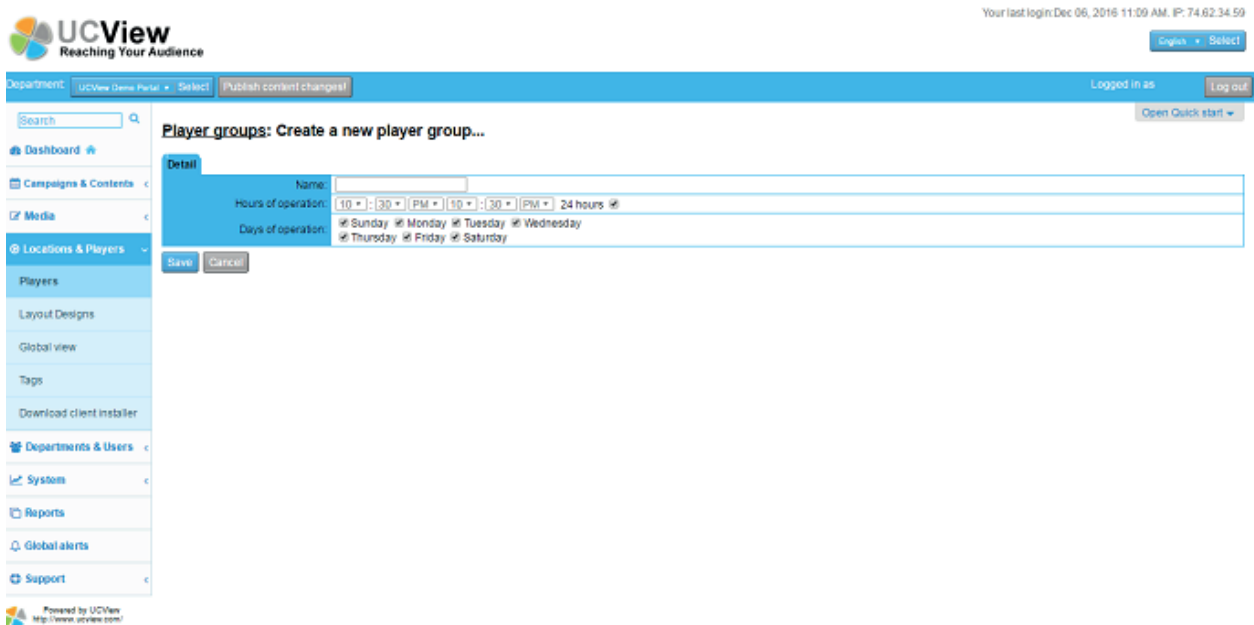 Your last login:Dec 06, 2016 11:09 AM. IP: 74.62.34.59
UCView
Reaching Your Audience
English Select
Department: UCView Demo Portal Select Publish content changes!
Logged in as Log out
Search
Open Quick start
Player groups: Create a new player group...
Dashboard
Detail
Campaigns & Contents
Name:
Hours of operation: 10 : 30 PM 10 : 30 PM 24 hours
Days of operation: Sunday Monday Tuesday Wednesday
Thursday Friday Saturday
Save Cancel
Media
Locations & Players
Players
Layout Designs
Global view
Tags
Download client installer
Departments & Users
System
Reports
Global alerts
Support
Powered by UCView
http://www.ucview.com/